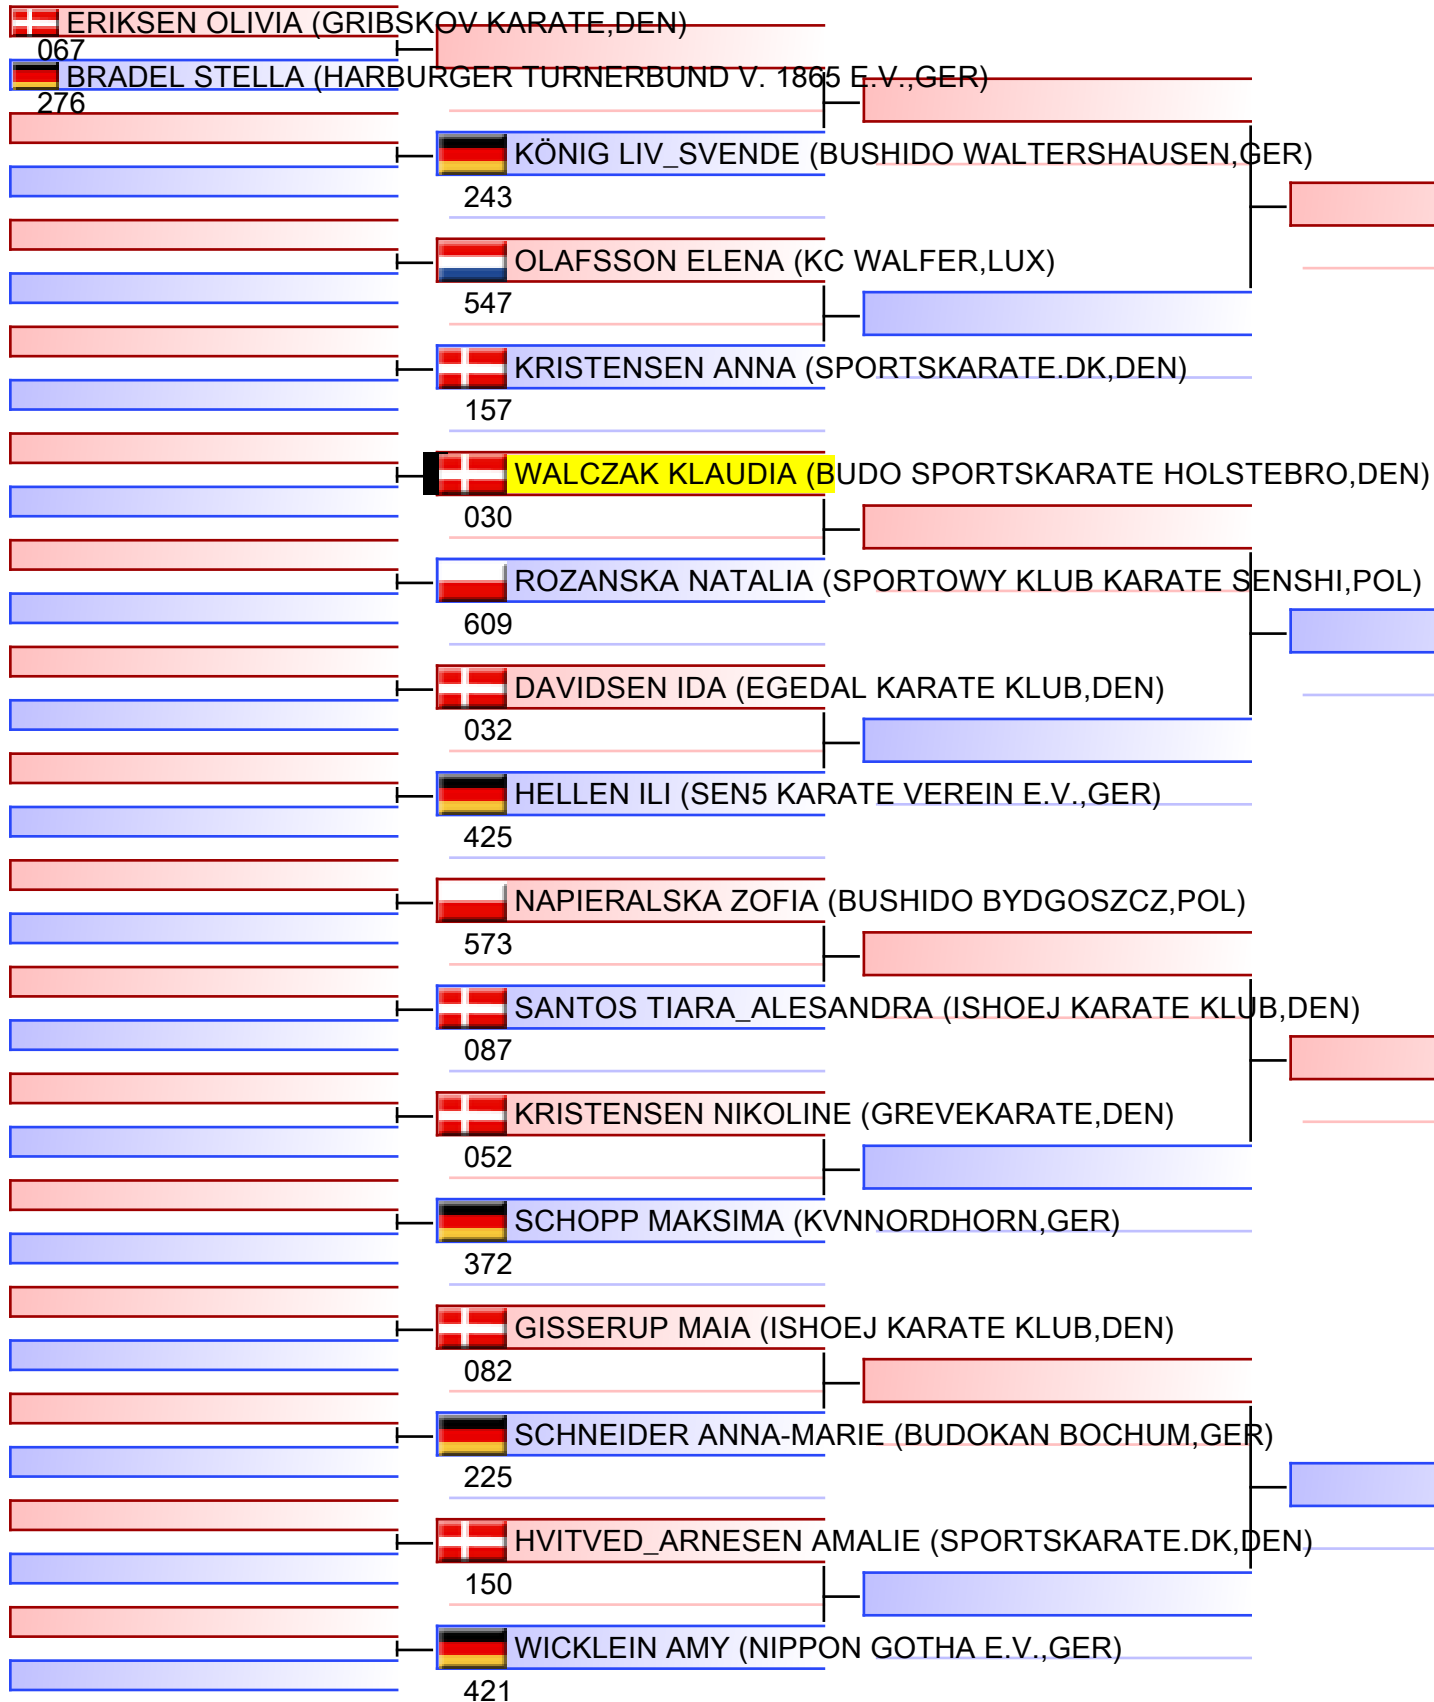 ERIKSEN OLIVIA (GRIBSKOV KARATE,DEN)
067
BRADEL STELLA (HARBURGER TURNERBUND V. 1865 E.V.,GER)
276
KÖNIG LIV_SVENDE (BUSHIDO WALTERSHAUSEN,GER)
243
OLAFSSON ELENA (KC WALFER,LUX)
547
KRISTENSEN ANNA (SPORTSKARATE.DK,DEN)
157
WALCZAK KLAUDIA (BUDO SPORTSKARATE HOLSTEBRO,DEN)
030
ROZANSKA NATALIA (SPORTOWY KLUB KARATE SENSHI,POL)
609
DAVIDSEN IDA (EGEDAL KARATE KLUB,DEN)
032
HELLEN ILI (SEN5 KARATE VEREIN E.V.,GER)
425
NAPIERALSKA ZOFIA (BUSHIDO BYDGOSZCZ,POL)
573
SANTOS TIARA_ALESANDRA (ISHOEJ KARATE KLUB,DEN)
087
KRISTENSEN NIKOLINE (GREVEKARATE,DEN)
052
SCHOPP MAKSIMA (KVNNORDHORN,GER)
372
GISSERUP MAIA (ISHOEJ KARATE KLUB,DEN)
082
SCHNEIDER ANNA-MARIE (BUDOKAN BOCHUM,GER)
225
HVITVED_ARNESEN AMALIE (SPORTSKARATE.DK,DEN)
150
WICKLEIN AMY (NIPPON GOTHA E.V.,GER)
421